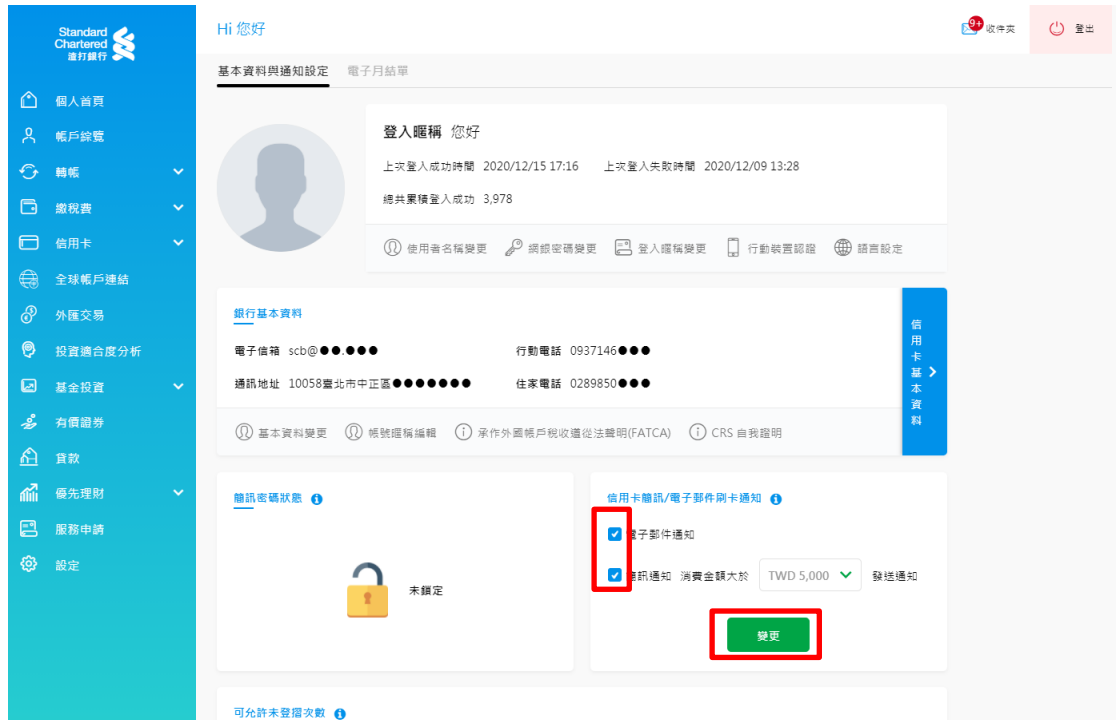 Standard
Chartered
渣打銀行
Hi 您好
9+ 收件夾
登出
基本資料與通知設定 電子月結單
個人首頁
帳戶綜覽
轉帳
繳稅費
信用卡
全球帳戶連結
外匯交易
投資適合度分析
基金投資
有價證券
貸款
優先理財
服務申請
設定
登入暱稱 您好
上次登入成功時間 2020/12/15 17:16 上次登入失敗時間 2020/12/09 13:28
總共累積登入成功 3,978
使用者名稱變更 網銀密碼變更 登入暱稱變更 行動裝置認證 語言設定
銀行基本資料
電子信箱 scb@●●.●●● 行動電話 0937146●●●
通訊地址 10058臺北市中正區●●●●●●● 住家電話 0289850●●●
基本資料變更 帳號暱稱編輯 承作外國帳戶稅收遵從法聲明(FATCA) CRS 自我證明
信用卡基本資料
簡訊密碼狀態
未鎖定
信用卡簡訊/電子郵件刷卡通知
電子郵件通知
簡訊通知 消費金額大於 TWD 5,000 發送通知
變更
可允許未登摺次數